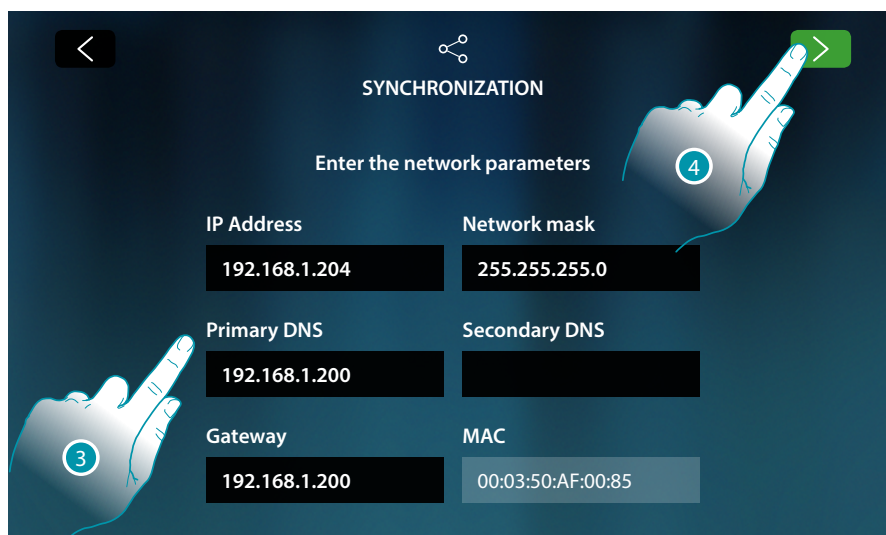 SYNCHRONIZATION
Enter the network parameters
4
IP Address
Network mask
192.168.1.204
255.255.255.0
Primary DNS
Secondary DNS
192.168.1.200
Gateway
MAC
3
192.168.1.200
00:03:50:AF:00:85